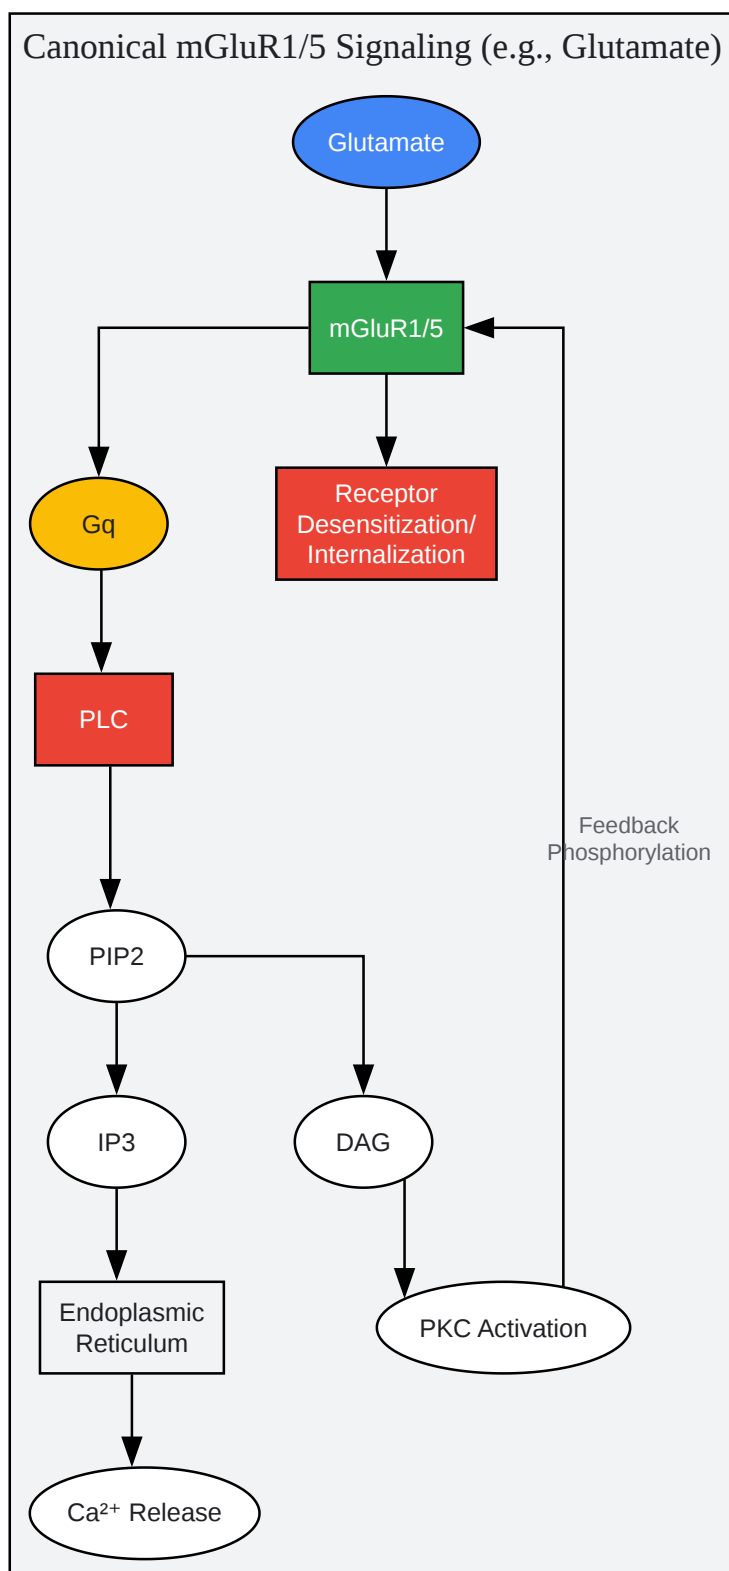 Canonical mGluR1/5 Signaling (e.g., Glutamate)
Glutamate
mGluR1/5
Receptor
Desensitization/
Internalization
Gq
PLC
Feedback
Phosphorylation
PIP2
IP3
DAG
Endoplasmic
Reticulum
PKC Activation
Ca²⁺ Release